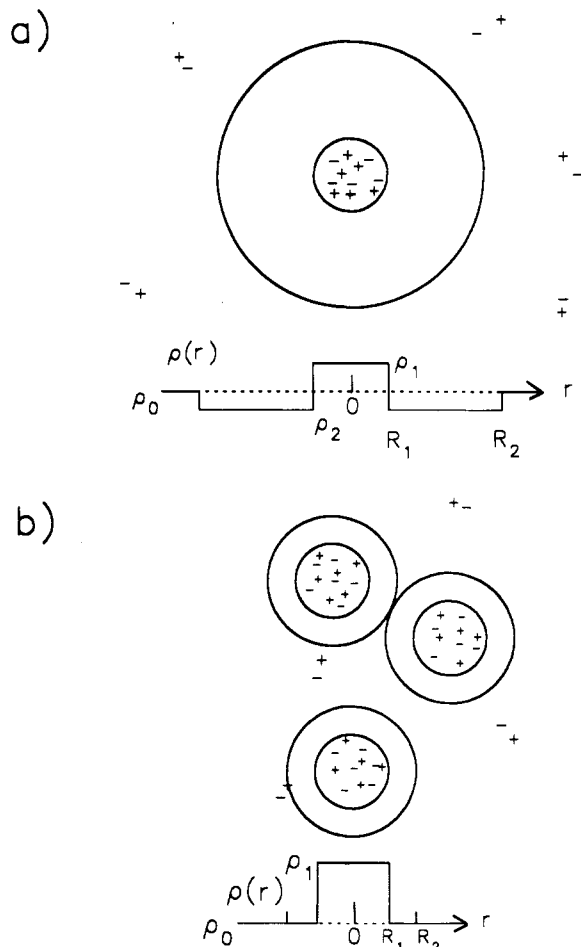 a)
+ -
+ -
+ -
- +
- +
ρ(r)
ρ₁
r
ρ₀
ρ₂
0
R₁
R₂
b)
+ -
+ -
- +
- +
ρ₁
ρ(r)
r
ρ₀
0
R₁
R₂